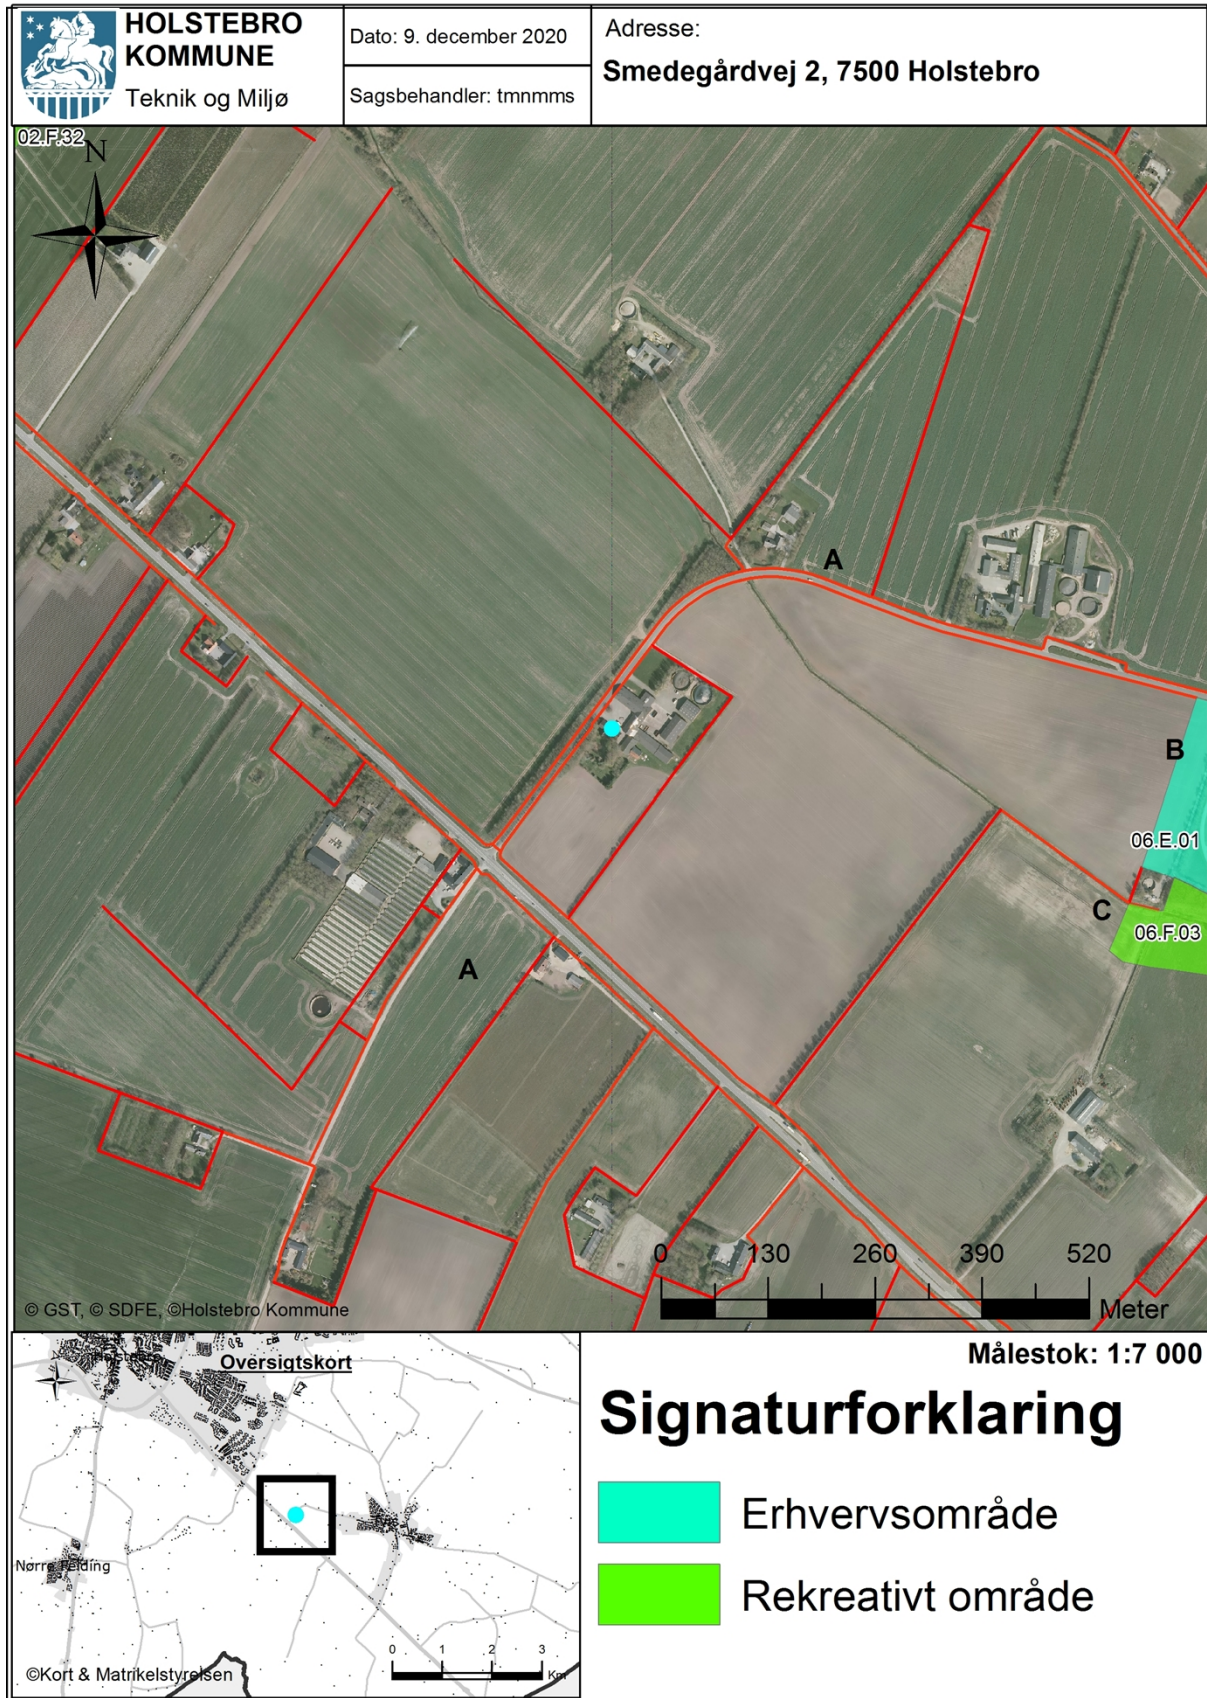 HOLSTEBRO
KOMMUNE
Teknik og Miljø
Dato: 9. december 2020
Sagsbehandler: tmnmms
Adresse:
Smedegårdvej 2, 7500 Holstebro
02.F.32
N
A
B
06.E.01
C
06.F.03
A
0 130 260 390 520
Meter
© GST, © SDFE, ©Holstebro Kommune
Målestok: 1:7 000
Oversigtskort
Holstebro
Nørre Felding
0 1 2 3
Km
©Kort & Matrikelstyrelsen
Signaturforklaring
Erhvervsområde
Rekreativt område